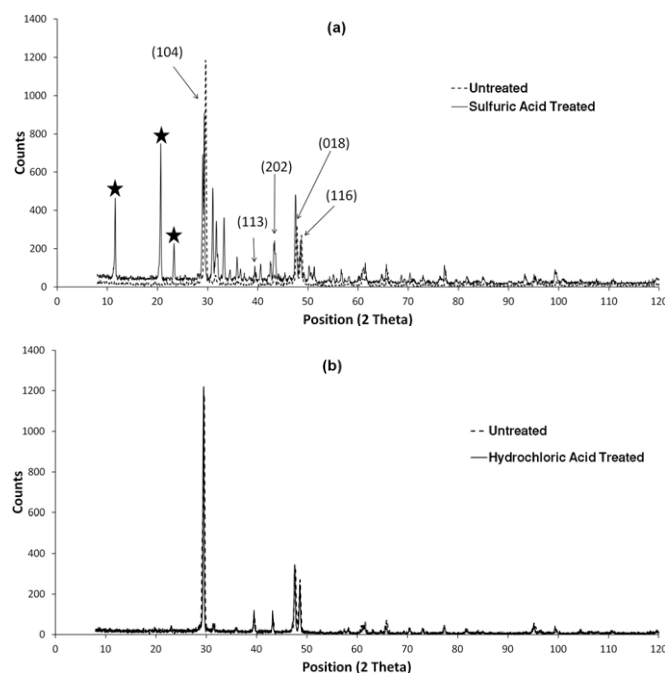 (a)
1400
1200
1000
800
600
400
200
0
Counts
(104)
(113)
(202)
(018)
(116)
Untreated
Sulfuric Acid Treated
0 10 20 30 40 50 60 70 80 90 100 110 120
Position (2 Theta)
(b)
1400
1200
1000
800
600
400
200
0
Counts
Untreated
Hydrochloric Acid Treated
0 10 20 30 40 50 60 70 80 90 100 110 120
Position (2 Theta)